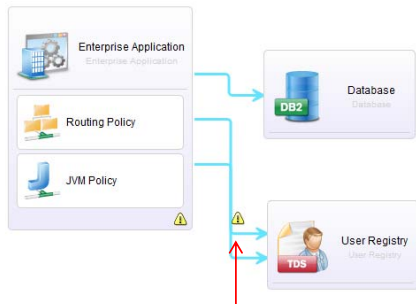 Enterprise Application
Enterprise Application
Routing Policy
JVM Policy
Database
Database
DB2
User Registry
User Registry
TDS